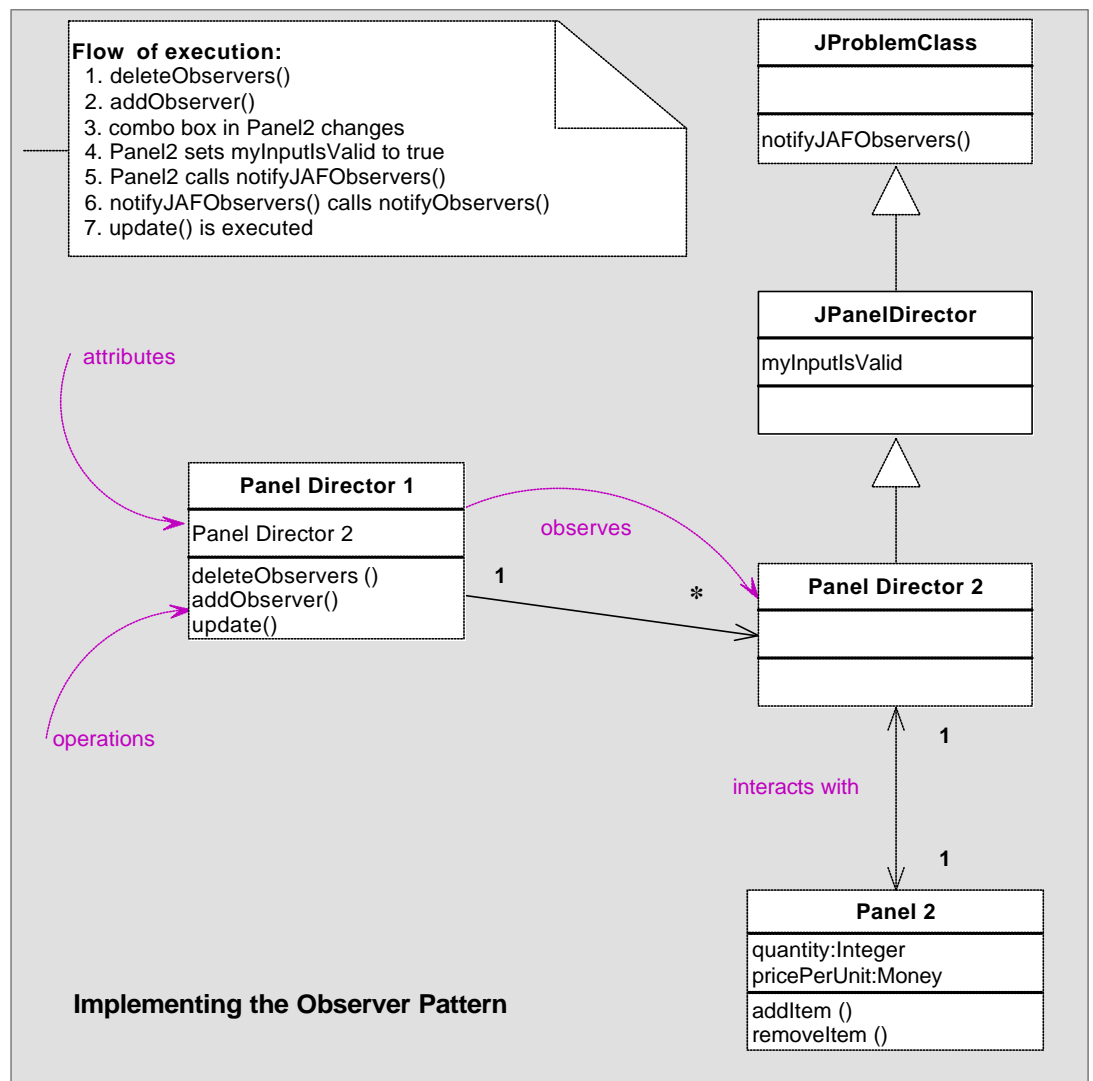 Flow of execution:
1. deleteObservers()
2. addObserver()
3. combo box in Panel2 changes
4. Panel2 sets myInputIsValid to true
5. Panel2 calls notifyJAFObservers()
6. notifyJAFObservers() calls notifyObservers()
7. update() is executed
JProblemClass
notifyJAFObservers()
JPanelDirector
myInputIsValid
attributes
Panel Director 1
Panel Director 2
deleteObservers ()
addObserver()
update()
observes
1
*
Panel Director 2
operations
1
interacts with
1
Panel 2
quantity:Integer
pricePerUnit:Money
addItem ()
removeItem ()
Implementing the Observer Pattern